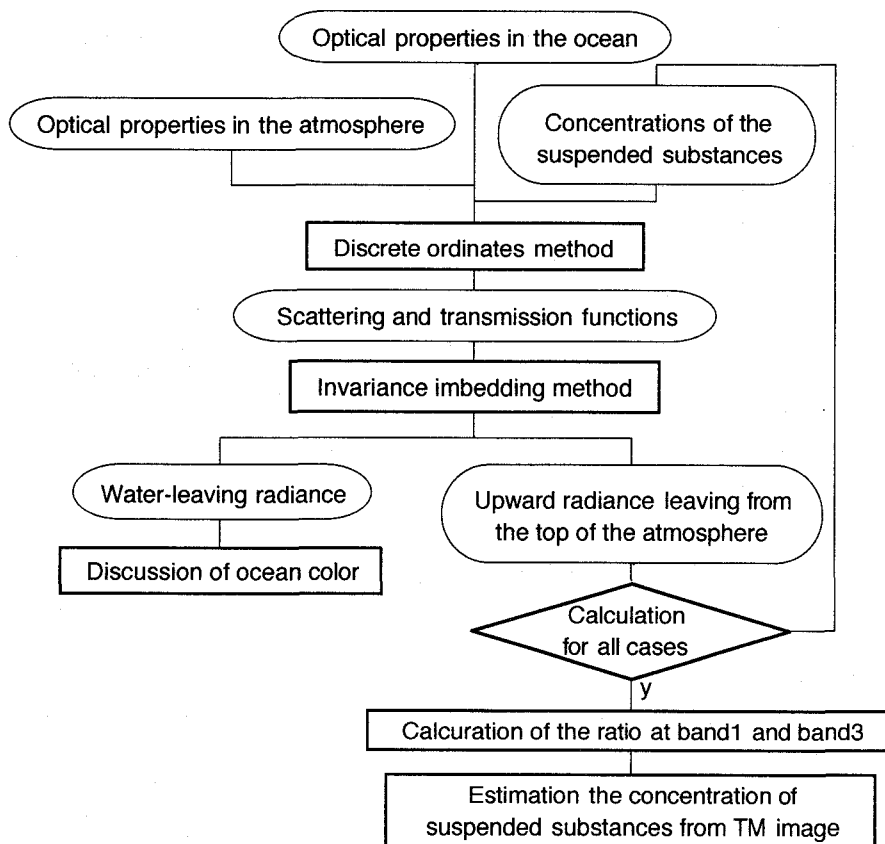 Optical properties in the ocean
Optical properties in the atmosphere
Concentrations of the
suspended substances
Discrete ordinates method
Scattering and transmission functions
Invariance imbedding method
Water-leaving radiance
Upward radiance leaving from
the top of the atmosphere
Discussion of ocean color
Calculation
for all cases
y
Calcuration of the ratio at band1 and band3
Estimation the concentration of
suspended substances from TM image